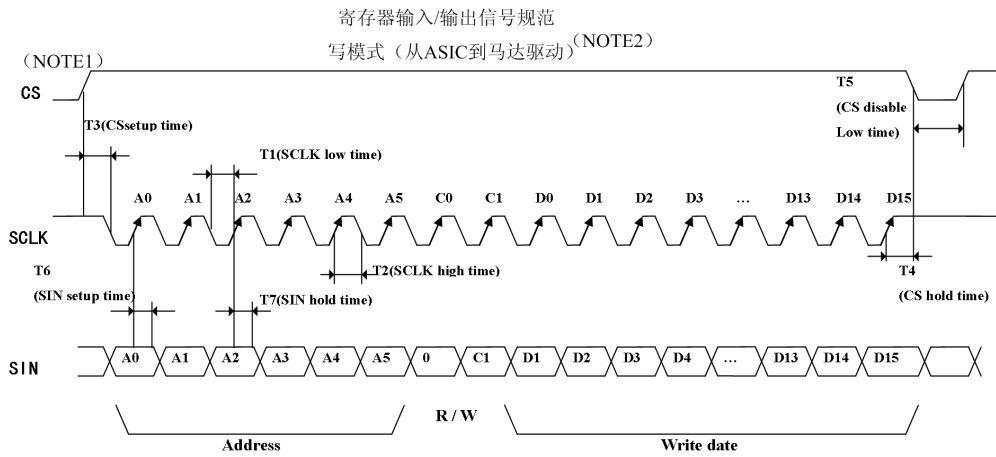 寄存器输入/输出信号规范
写模式（从ASIC到马达驱动）(NOTE2)
（NOTE1）
CS
T5
(CS disable
Low time)
T3(CSsetup time)
T1(SCLK low time)
A0 A1 A2 A3 A4 A5 C0 C1 D0 D1 D2 D3 … D13 D14 D15
SCLK
T6
(SIN setup time)
T2(SCLK high time)
T4
(CS hold time)
T7(SIN hold time)
SIN
A0 A1 A2 A3 A4 A5 0 C1 D1 D2 D3 D4 … D13 D14 D15
R / W
Address
Write date